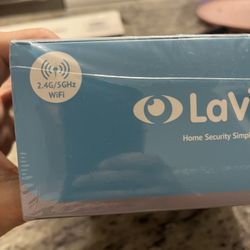 2.4G/5GHz
WiFi
LaVi
Home Security Simpl